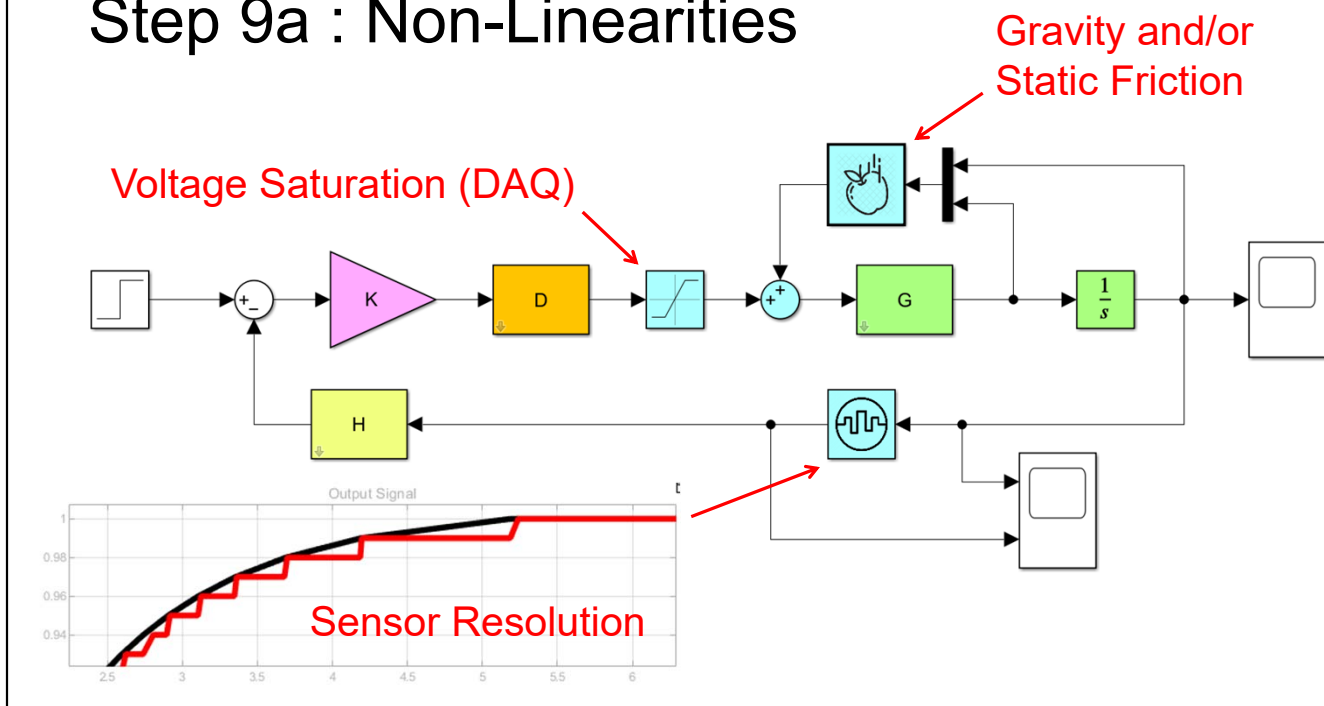 Step 9a : Non-Linearities
Gravity and/or
Static Friction
Voltage Saturation (DAQ)
+
−
K
D
+
+
G
1
s
H
Output Signal
1
0.98
0.96
0.94
2.5 3 3.5 4 4.5 5 5.5 6
Sensor Resolution